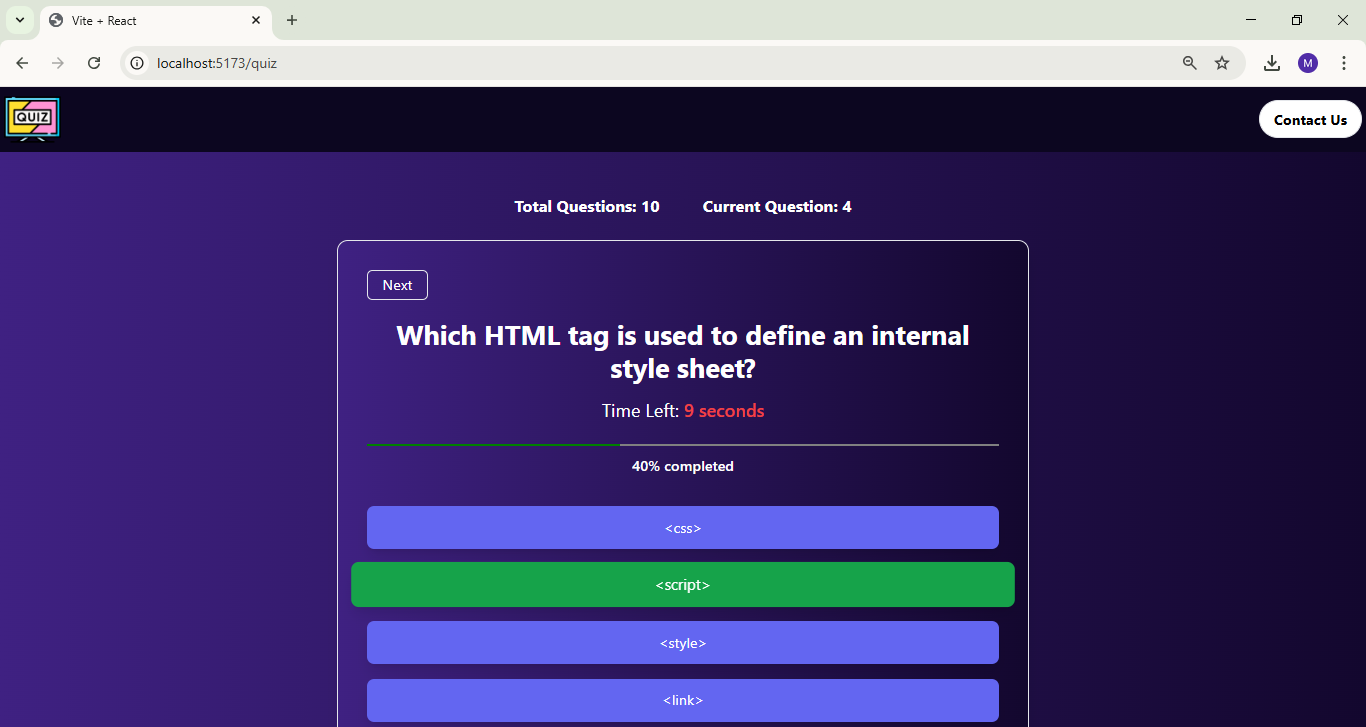 Vite + React
localhost:5173/quiz
M
QUIZ
Contact Us
Total Questions: 10
Current Question: 4
Next
Which HTML tag is used to define an internal
style sheet?
Time Left: 9 seconds
40% completed
<css>
<script>
<style>
<link>